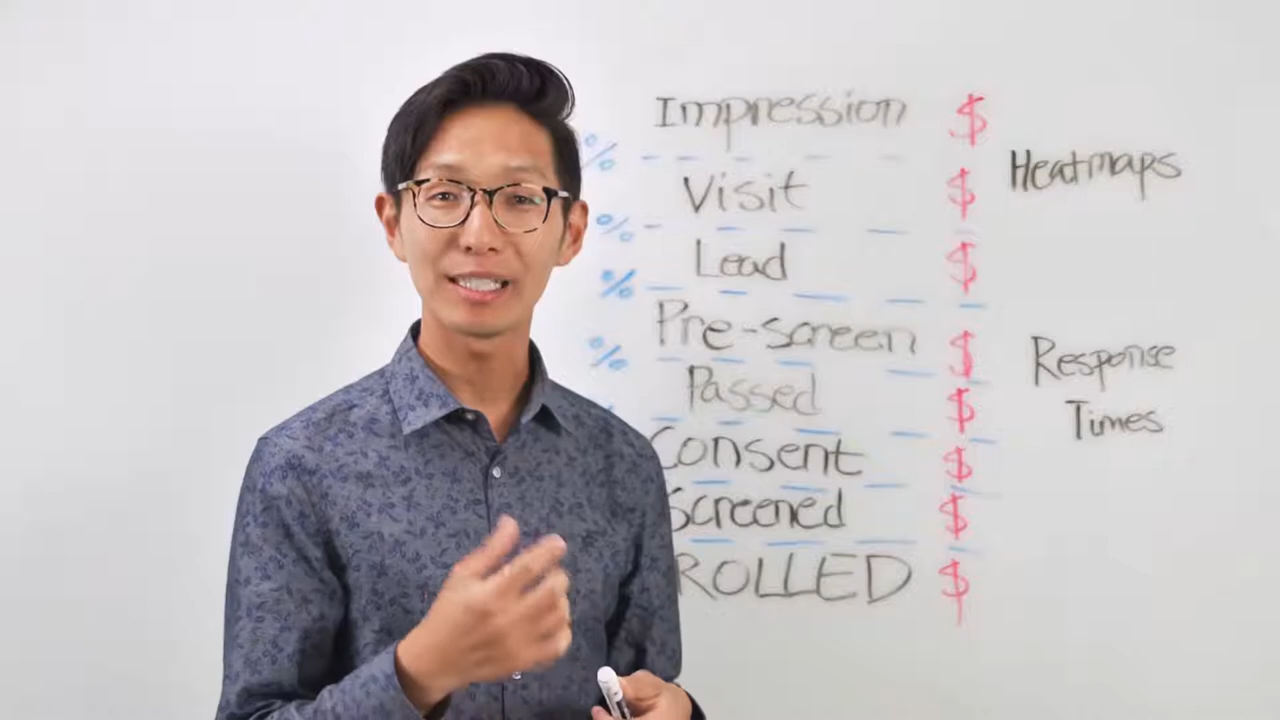 Impression $
% Heatmaps
Visit $
%
Lead $
%
Pre-screen $ Response
%
Passed $ Times
Consent $
Screened $
ROLLED $